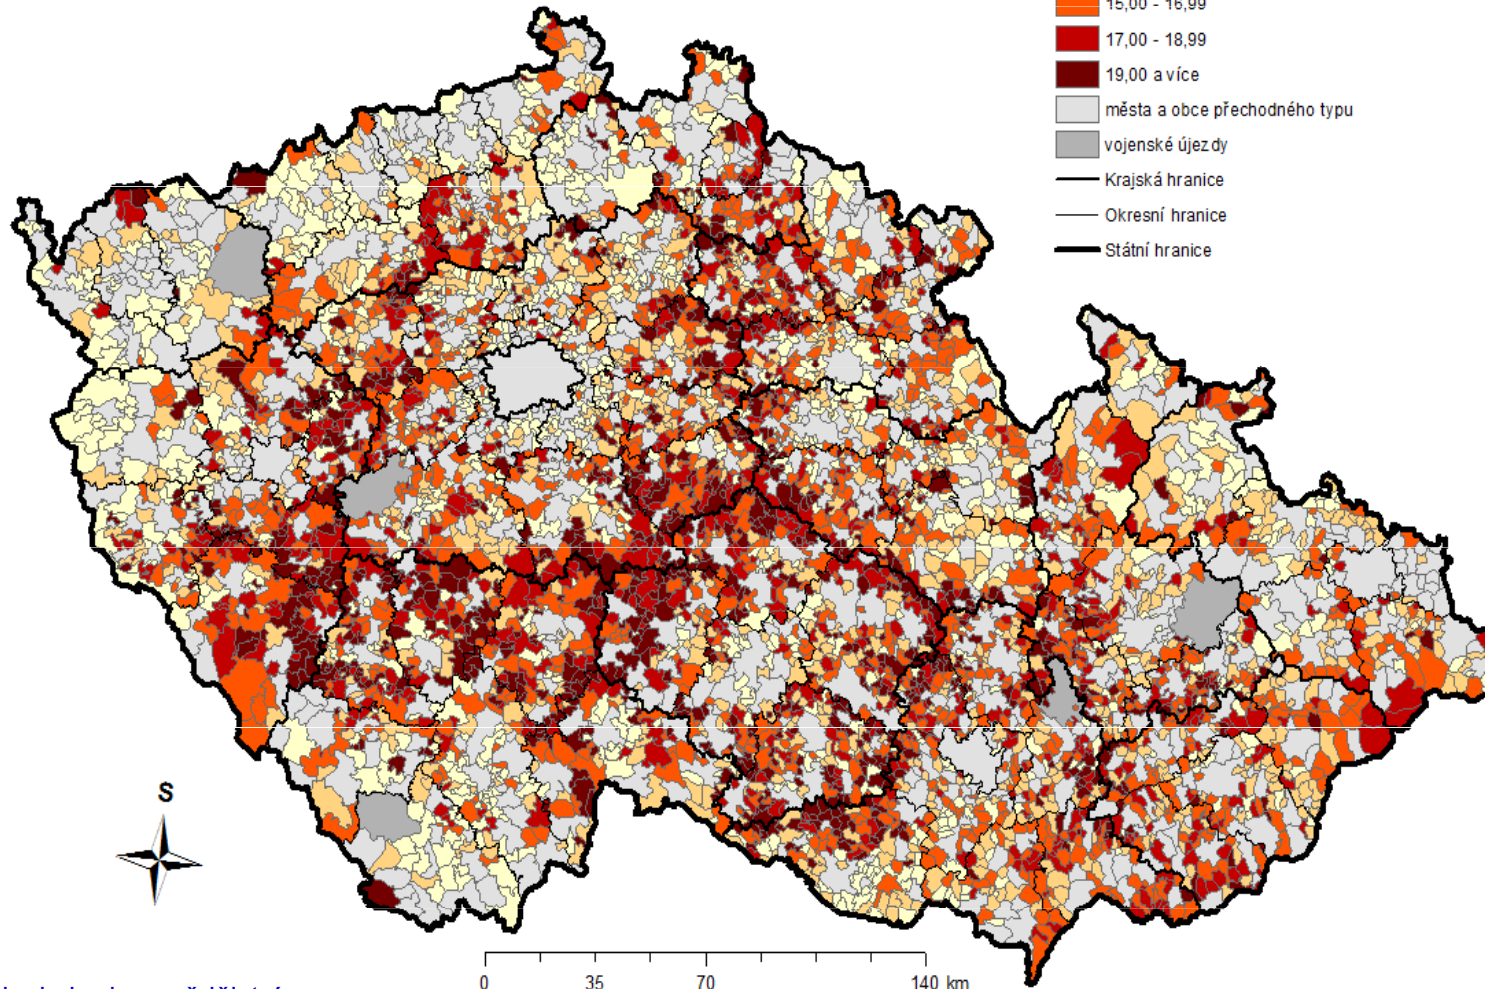 15,00 - 16,99
17,00 - 18,99
19,00 a více
města a obce přechodného typu
vojenské újezdy
Krajská hranice
Okresní hranice
Státní hranice
S
0 35 70 140 km